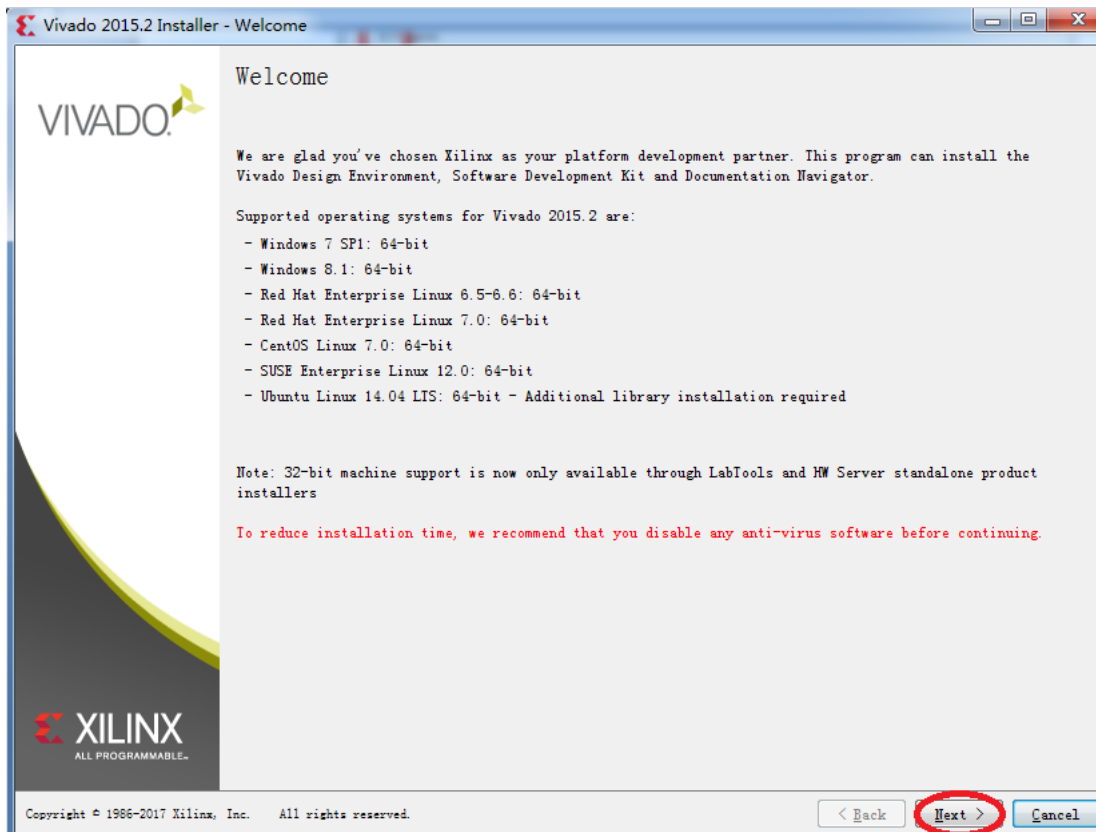 Vivado 2015.2 Installer - Welcome
VIVADO.
Welcome
We are glad you've chosen Xilinx as your platform development partner. This program can install the
Vivado Design Environment, Software Development Kit and Documentation Navigator.
Supported operating systems for Vivado 2015.2 are:
- Windows 7 SP1: 64-bit
- Windows 8.1: 64-bit
- Red Hat Enterprise Linux 6.5-6.6: 64-bit
- Red Hat Enterprise Linux 7.0: 64-bit
- CentOS Linux 7.0: 64-bit
- SUSE Enterprise Linux 12.0: 64-bit
- Ubuntu Linux 14.04 LTS: 64-bit - Additional library installation required
Note: 32-bit machine support is now only available through LabTools and HW Server standalone product
installers
To reduce installation time, we recommend that you disable any anti-virus software before continuing.
XILINX
ALL PROGRAMMABLE™
Copyright © 1986-2017 Xilinx, Inc. All rights reserved.
< Back Next > Cancel